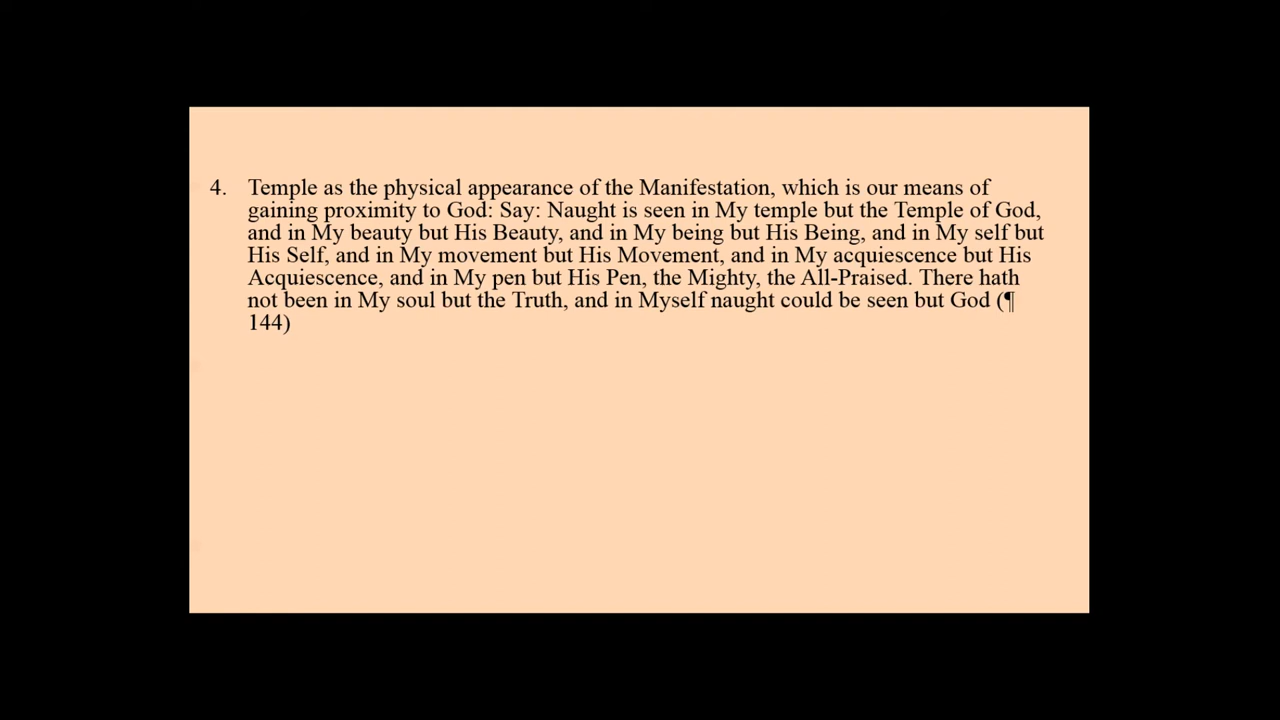 4. Temple as the physical appearance of the Manifestation, which is our means of
gaining proximity to God: Say: Naught is seen in My temple but the Temple of God,
and in My beauty but His Beauty, and in My being but His Being, and in My self but
His Self, and in My movement but His Movement, and in My acquiescence but His
Acquiescence, and in My pen but His Pen, the Mighty, the All-Praised. There hath
not been in My soul but the Truth, and in Myself naught could be seen but God (¶
144)